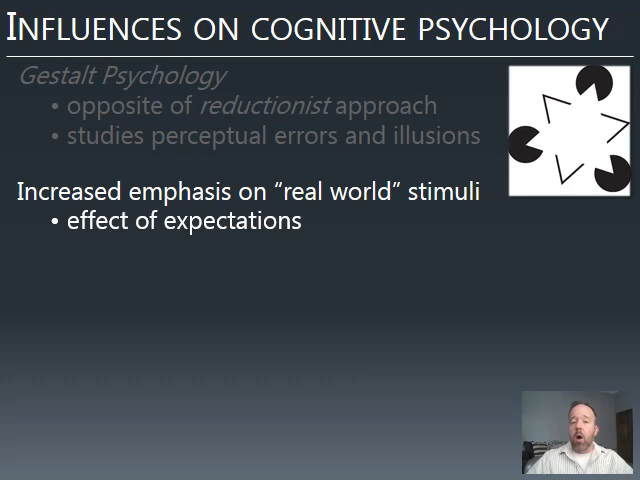 INFLUENCES ON COGNITIVE PSYCHOLOGY
Gestalt Psychology
• opposite of reductionist approach
• studies perceptual errors and illusions
Increased emphasis on “real world” stimuli
• effect of expectations